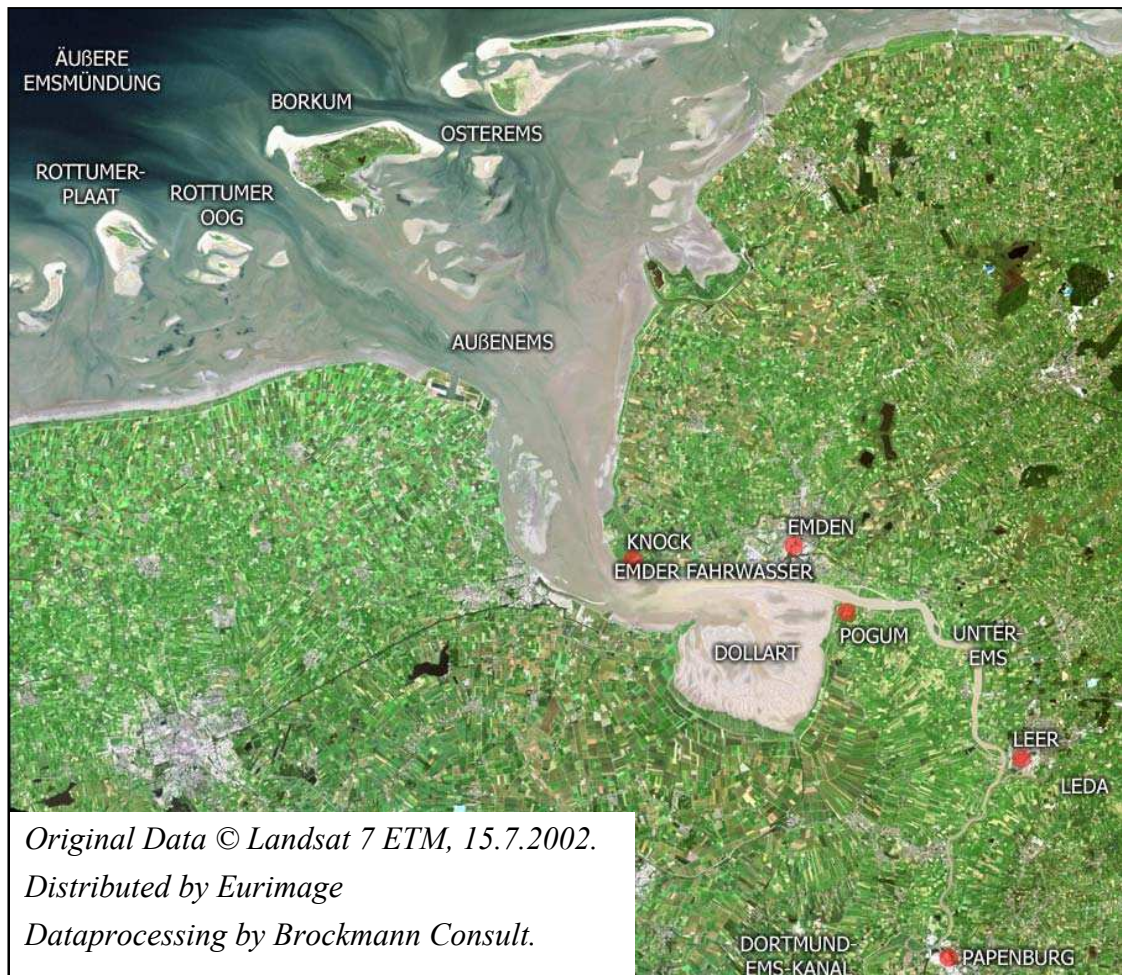 ÄUßERE
EMSMÜNDUNG
BORKUM
OSTEREMS
ROTTUMER-
PLAAT
ROTTUMER
OOG
AUßENEMS
EMDEN
KNOCK
EMDER FAHRWASSER
POGUM
UNTER-
EMS
DOLLART
LEER
LEDA
Original Data © Landsat 7 ETM, 15.7.2002.
Distributed by Eurimage
Dataprocessing by Brockmann Consult.
DORTMUND-
EMS-KANAL
PAPENBURG